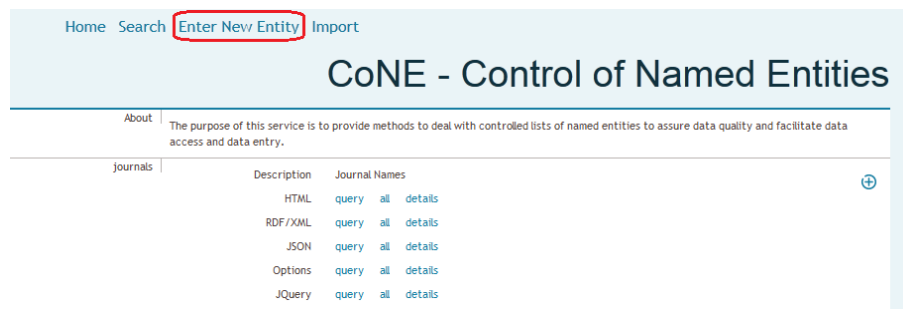 Home Search Enter New Entity Import
CoNE - Control of Named Entities
About
The purpose of this service is to provide methods to deal with controlled lists of named entities to assure data quality and facilitate data
access and data entry.
journals
Description Journal Names
HTML query all details
RDF/XML query all details
JSON query all details
Options query all details
JQuery query all details